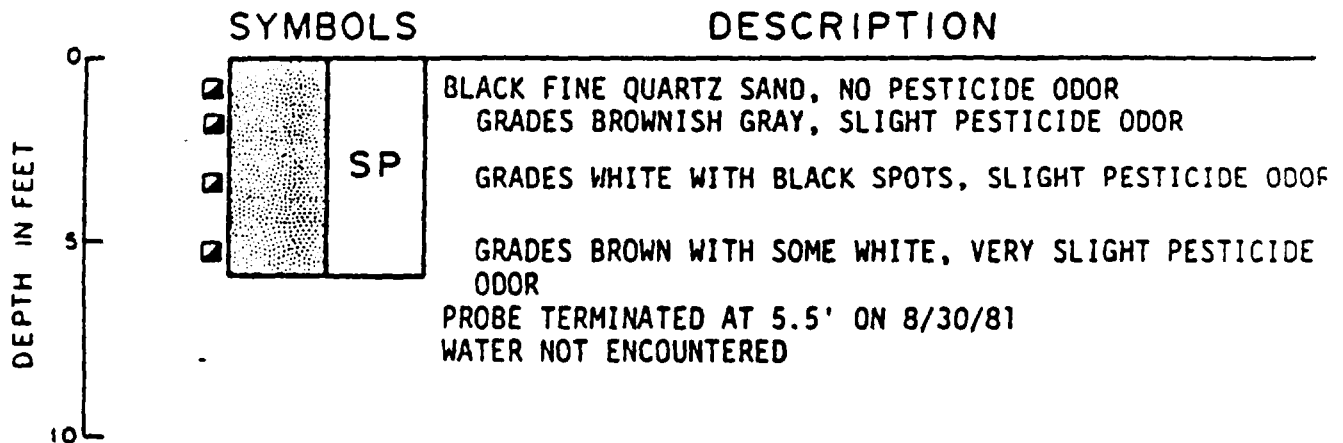 SYMBOLS DESCRIPTION
0
BLACK FINE QUARTZ SAND, NO PESTICIDE ODOR
GRADES BROWNISH GRAY, SLIGHT PESTICIDE ODOR
SP
GRADES WHITE WITH BLACK SPOTS, SLIGHT PESTICIDE ODOR
DEPTH IN FEET
5
GRADES BROWN WITH SOME WHITE, VERY SLIGHT PESTICIDE
ODOR
PROBE TERMINATED AT 5.5' ON 8/30/81
WATER NOT ENCOUNTERED
10